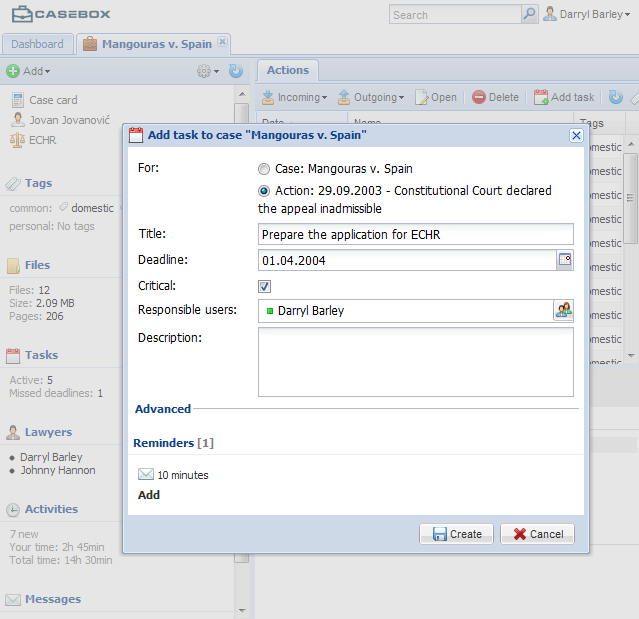 CASEBOX
Search
Darryl Barley
Dashboard
Mangouras v. Spain
Add
Actions
Case card
Jovan Jovanović
ECHR
Tags
common: domestic
personal: No tags
Files
Files: 12
Size: 2.09 MB
Pages: 206
Tasks
Active: 5
Missed deadlines: 1
Lawyers
Darryl Barley
Johnny Hannon
Activities
7 new
Your time: 2h 45min
Total time: 14h 30min
Messages
Incoming Outgoing Open Delete Add task
Date Name Tags
domestic
domestic
domestic
domestic
domestic
domestic
domestic
domestic
domestic
domestic
Add task to case "Mangouras v. Spain"
For:
Case: Mangouras v. Spain
Action: 29.09.2003 - Constitutional Court declared
the appeal inadmissible
Title: Prepare the application for ECHR
Deadline: 01.04.2004
Critical:
Responsible users: Darryl Barley
Description:
Advanced
Reminders [1]
10 minutes
Add
Create Cancel